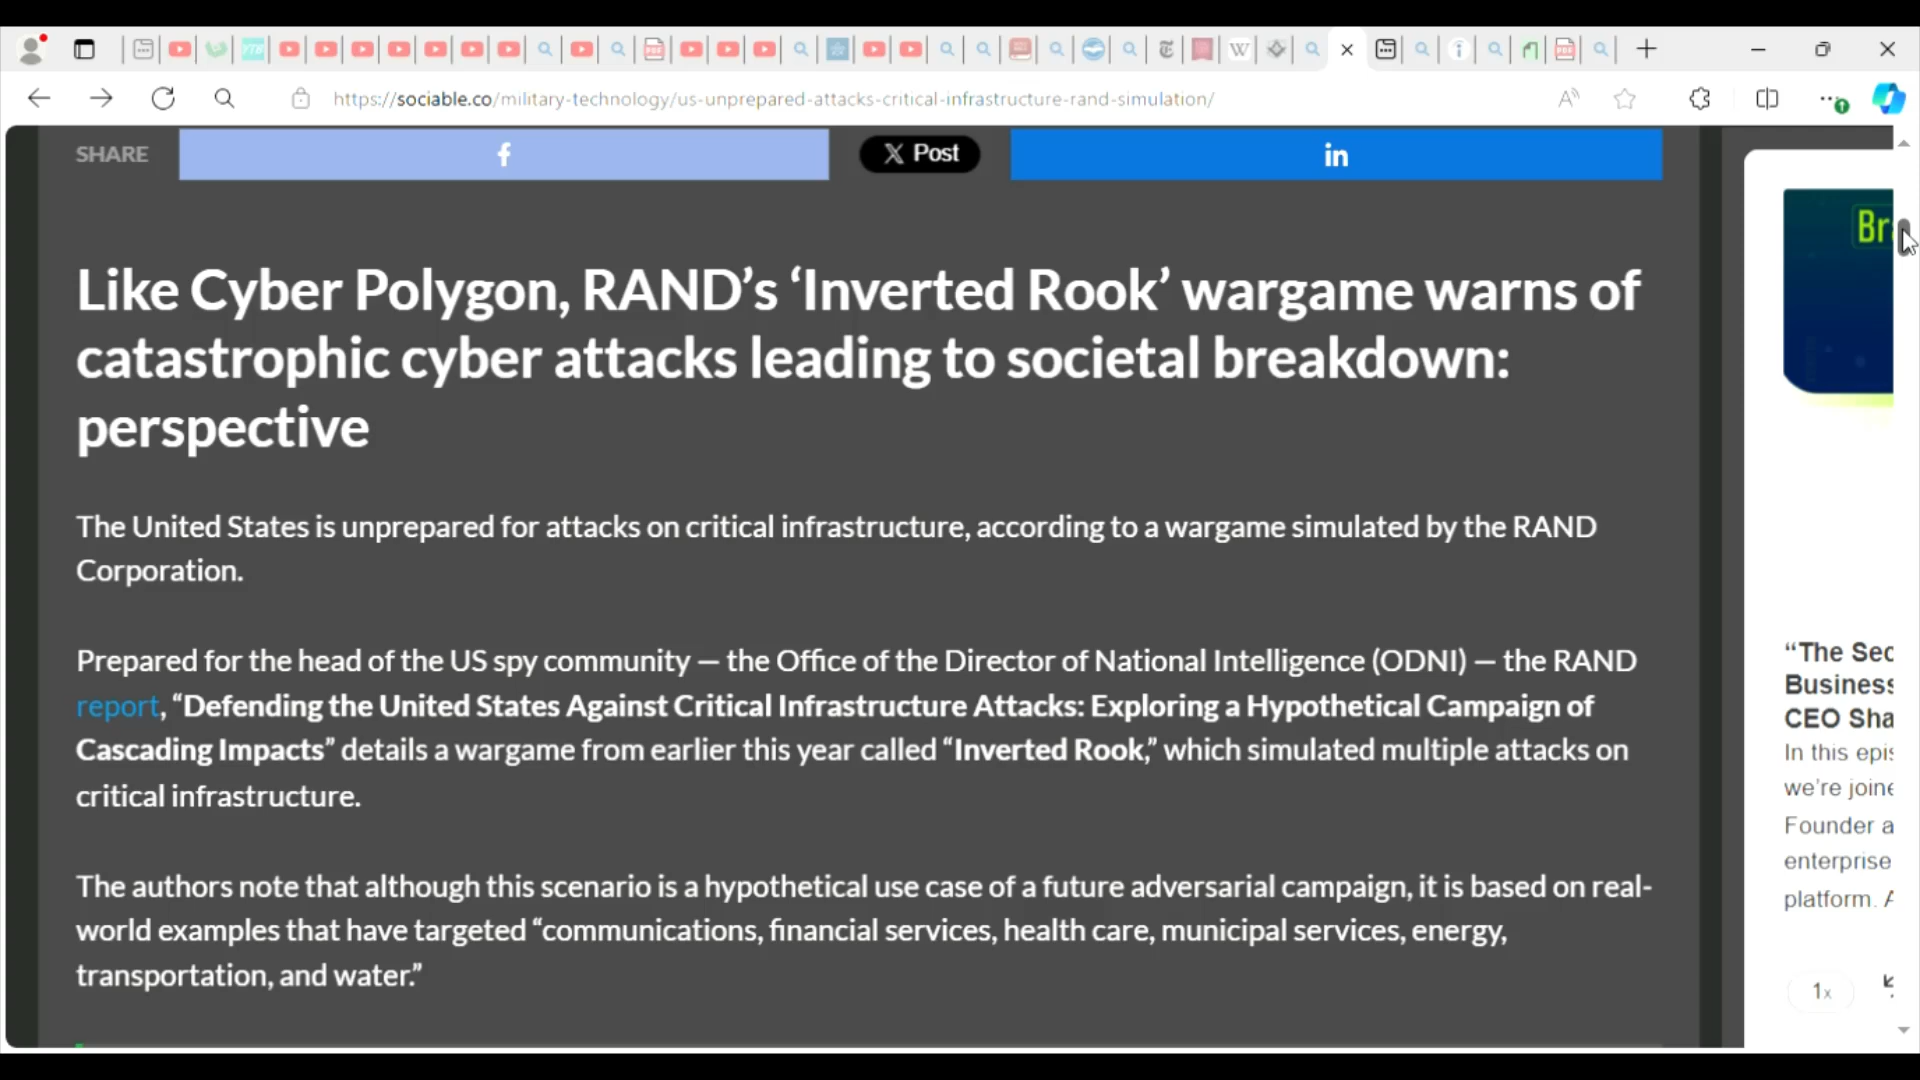 https://sociable.co/military-technology/us-unprepared-attacks-critical-infrastructure-rand-simulation/
SHARE
Post
in
Like Cyber Polygon, RAND’s ‘Inverted Rook’ wargame warns of
catastrophic cyber attacks leading to societal breakdown:
perspective
The United States is unprepared for attacks on critical infrastructure, according to a wargame simulated by the RAND
Corporation.
Prepared for the head of the US spy community — the Office of the Director of National Intelligence (ODNI) — the RAND
report, “Defending the United States Against Critical Infrastructure Attacks: Exploring a Hypothetical Campaign of
Cascading Impacts” details a wargame from earlier this year called “Inverted Rook,” which simulated multiple attacks on
critical infrastructure.
The authors note that although this scenario is a hypothetical use case of a future adversarial campaign, it is based on real-
world examples that have targeted “communications, financial services, health care, municipal services, energy,
transportation, and water.”
“The Sec
Business
CEO Sha
In this epis
we’re joine
Founder a
enterprise
platform.
1x